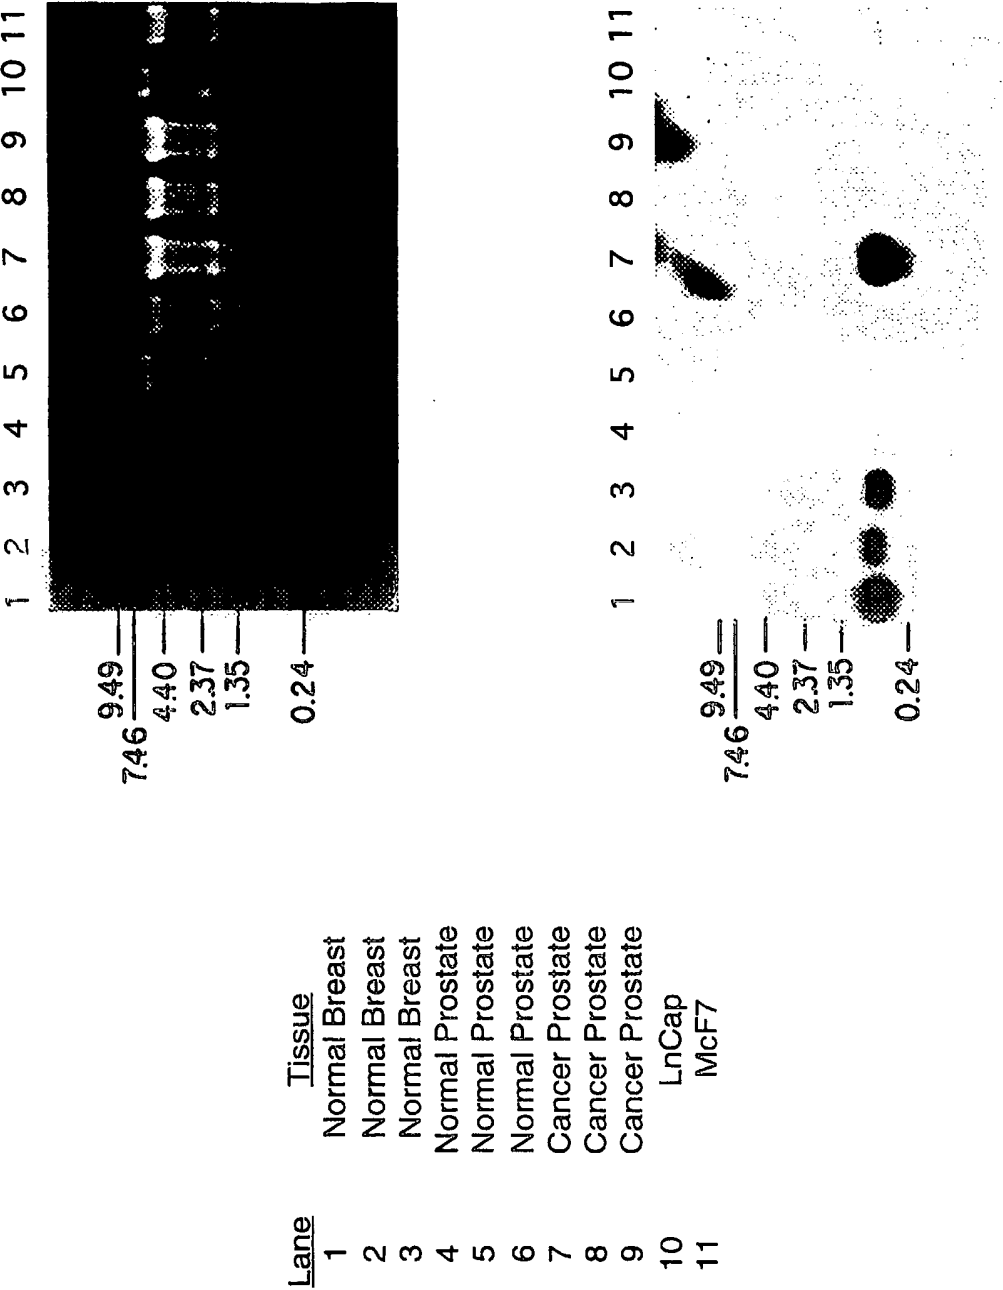 Lane Tissue
1 Normal Breast
2 Normal Breast
3 Normal Breast
4 Normal Prostate
5 Normal Prostate
6 Normal Prostate
7 Cancer Prostate
8 Cancer Prostate
9 Cancer Prostate
10 LnCap
11 McF7
1 2 3 4 5 6 7 8 9 10 11
9.49
7.46
4.40
2.37
1.35
0.24
1 2 3 4 5 6 7 8 9 10 11
9.49
7.46
4.40
2.37
1.35
0.24